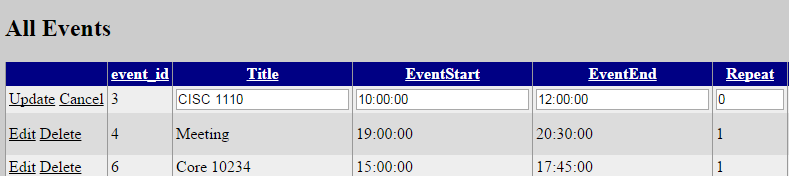 All Events
event_id Title EventStart EventEnd Repeat
Update Cancel 3 CISC 1110 10:00:00 12:00:00 0
Edit Delete 4 Meeting 19:00:00 20:30:00 1
Edit Delete 6 Core 10234 15:00:00 17:45:00 1